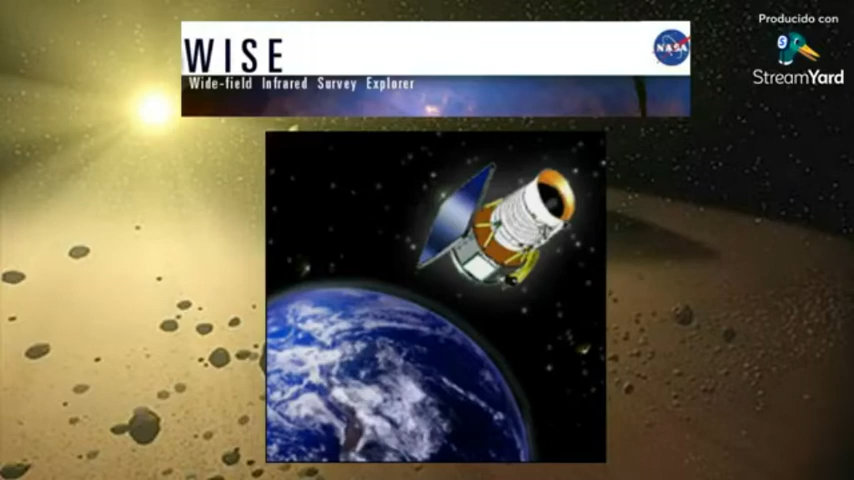 Producido con
StreamYard
WISE
NASA
Wide-field Infrared Survey Explorer